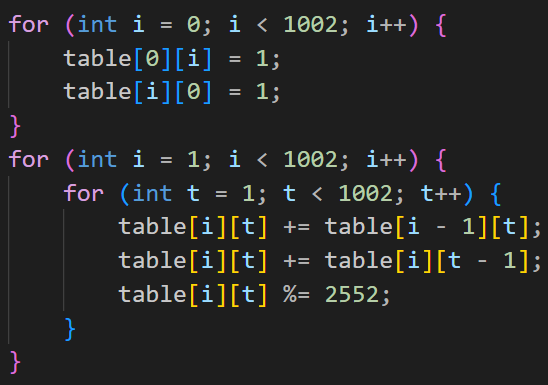 for (int i = 0; i < 1002; i++) {
    table[0][i] = 1;
    table[i][0] = 1;
}
for (int i = 1; i < 1002; i++) {
    for (int t = 1; t < 1002; t++) {
        table[i][t] += table[i - 1][t];
        table[i][t] += table[i][t - 1];
        table[i][t] %= 2552;
    }
}